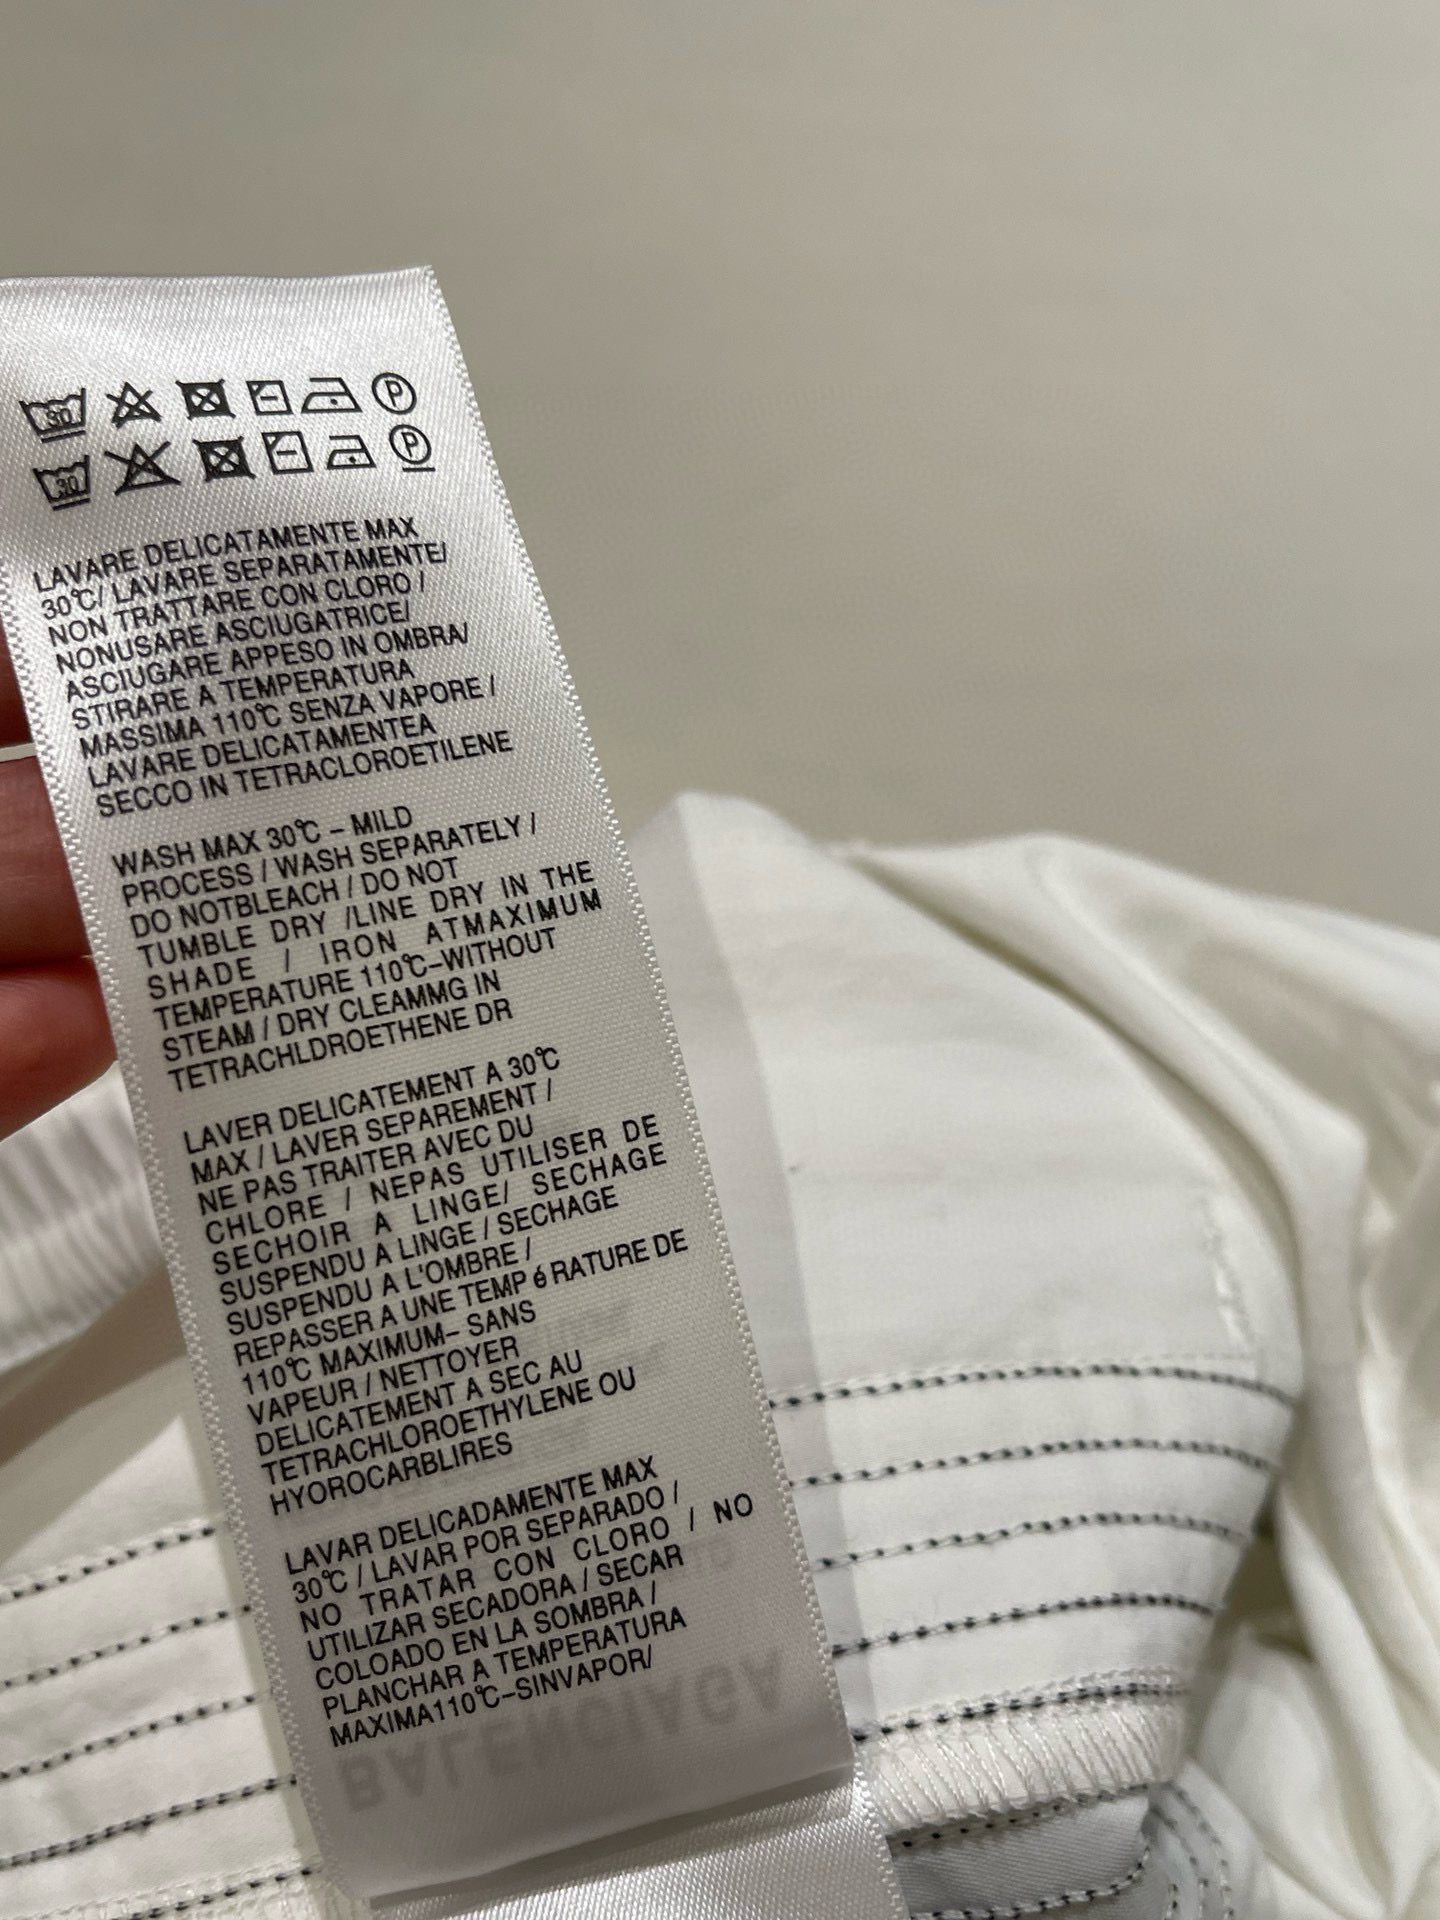 30 P
30 P
LAVARE DELICATAMENTE MAX
30℃/ LAVARE SEPARATAMENTE/
NON TRATTARE CON CLORO /
NONUSARE ASCIUGATRICE/
ASCIUGARE APPESO IN OMBRA/
STIRARE A TEMPERATURA
MASSIMA 110℃ SENZA VAPORE /
LAVARE DELICATAMENTEA
SECCO IN TETRACLOROETILENE
WASH MAX 30℃ – MILD
PROCESS / WASH SEPARATELY /
DO NOTBLEACH / DO NOT
TUMBLE DRY /LINE DRY IN THE
SHADE / IRON ATMAXIMUM
TEMPERATURE 110℃–WITHOUT
STEAM / DRY CLEAMMG IN
TETRACHLDROETHENE DR
LAVER DELICATEMENT A 30℃
MAX / LAVER SEPAREMENT /
NE PAS TRAITER AVEC DU
CHLORE / NEPAS UTILISER DE
SECHOIR A LINGE/ SECHAGE
SUSPENDU A LINGE / SECHAGE
SUSPENDU A L'OMBRE /
REPASSER A UNE TEMP é RATURE DE
110℃ MAXIMUM– SANS
VAPEUR / NETTOYER
DELICATEMENT A SEC AU
TETRACHLOROETHYLENE OU
HYOROCARBLIRES
LAVAR DELICADAMENTE MAX
30℃ / LAVAR POR SEPARADO /
NO TRATAR CON CLORO / NO
UTILIZAR SECADORA / SECAR
COLOADO EN LA SOMBRA /
PLANCHAR A TEMPERATURA
MAXIMA110℃–SINVAPOR/
BALENCIAGA